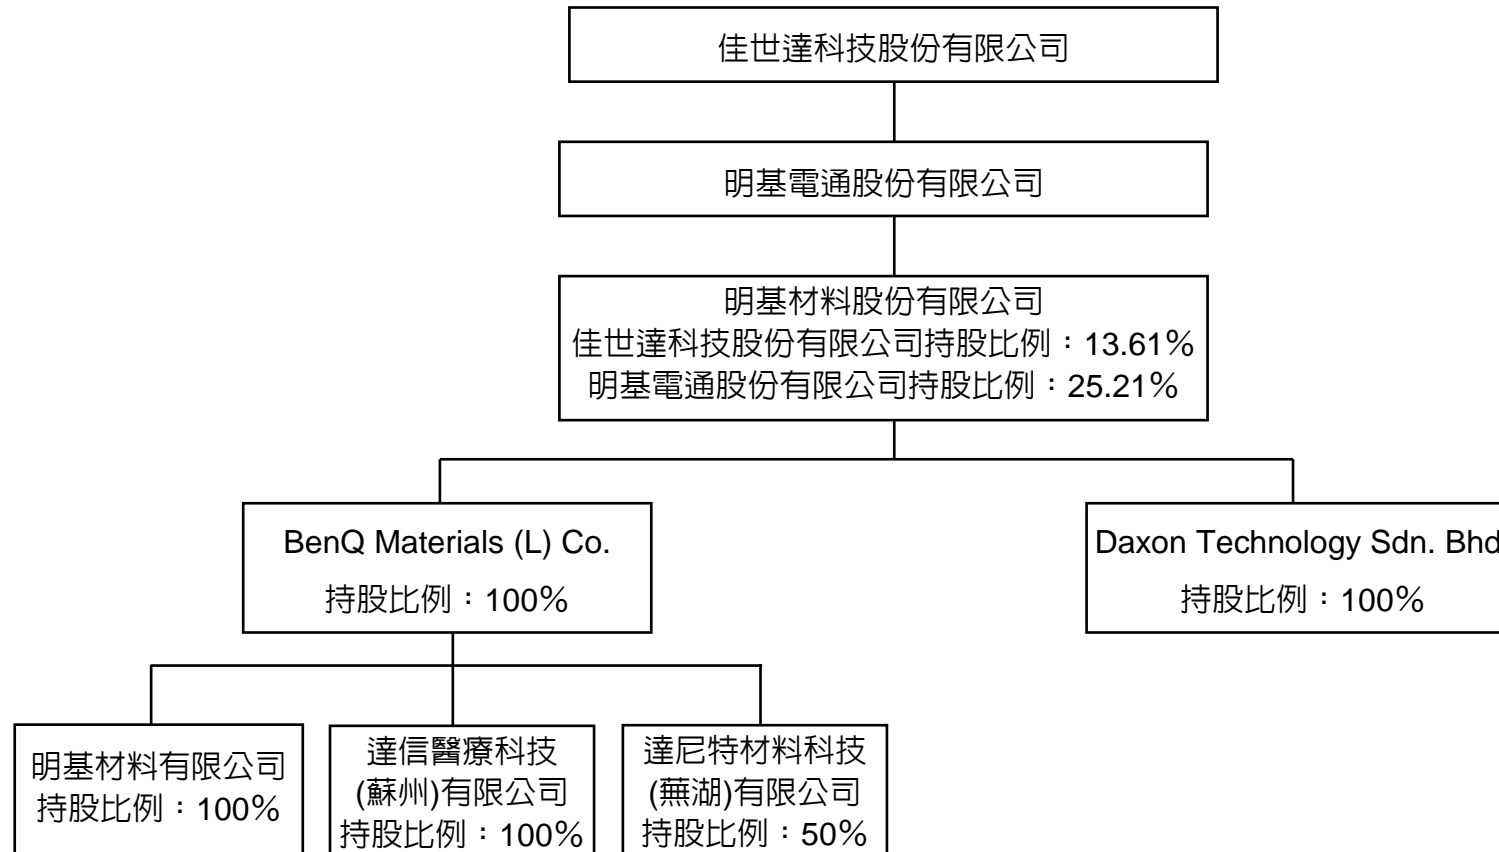 佳世達科技股份有限公司
明基電通股份有限公司
明基材料股份有限公司
佳世達科技股份有限公司持股比例：13.61%
明基電通股份有限公司持股比例：25.21%
BenQ Materials (L) Co.
持股比例：100%
Daxon Technology Sdn. Bhd
持股比例：100%
明基材料有限公司
持股比例：100%
達信醫療科技
(蘇州)有限公司
持股比例：100%
達尼特材料科技
(蕪湖)有限公司
持股比例：50%